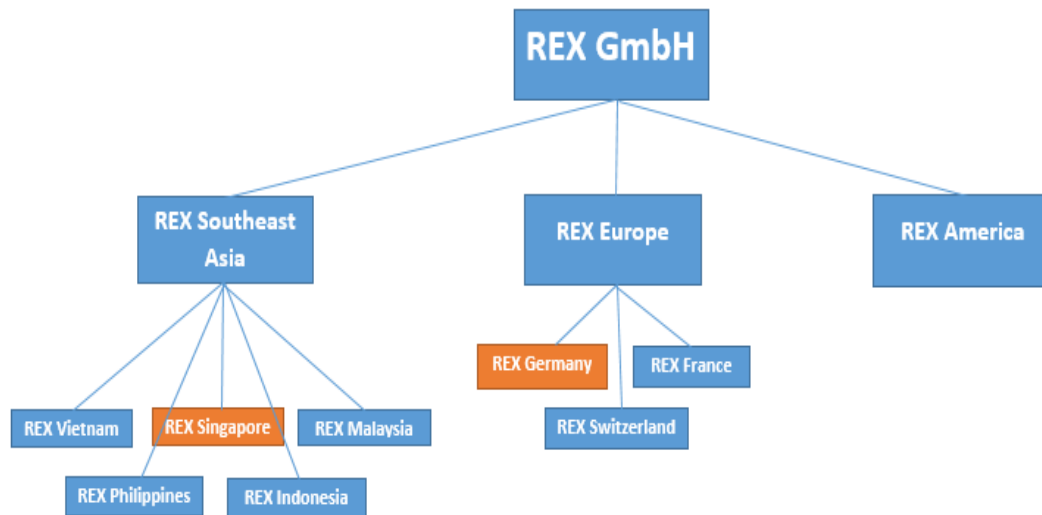 REX GmbH
REX Southeast
Asia
REX Europe
REX America
REX Germany
REX France
REX Vietnam
REX Singapore
REX Malaysia
REX Switzerland
REX Philippines
REX Indonesia